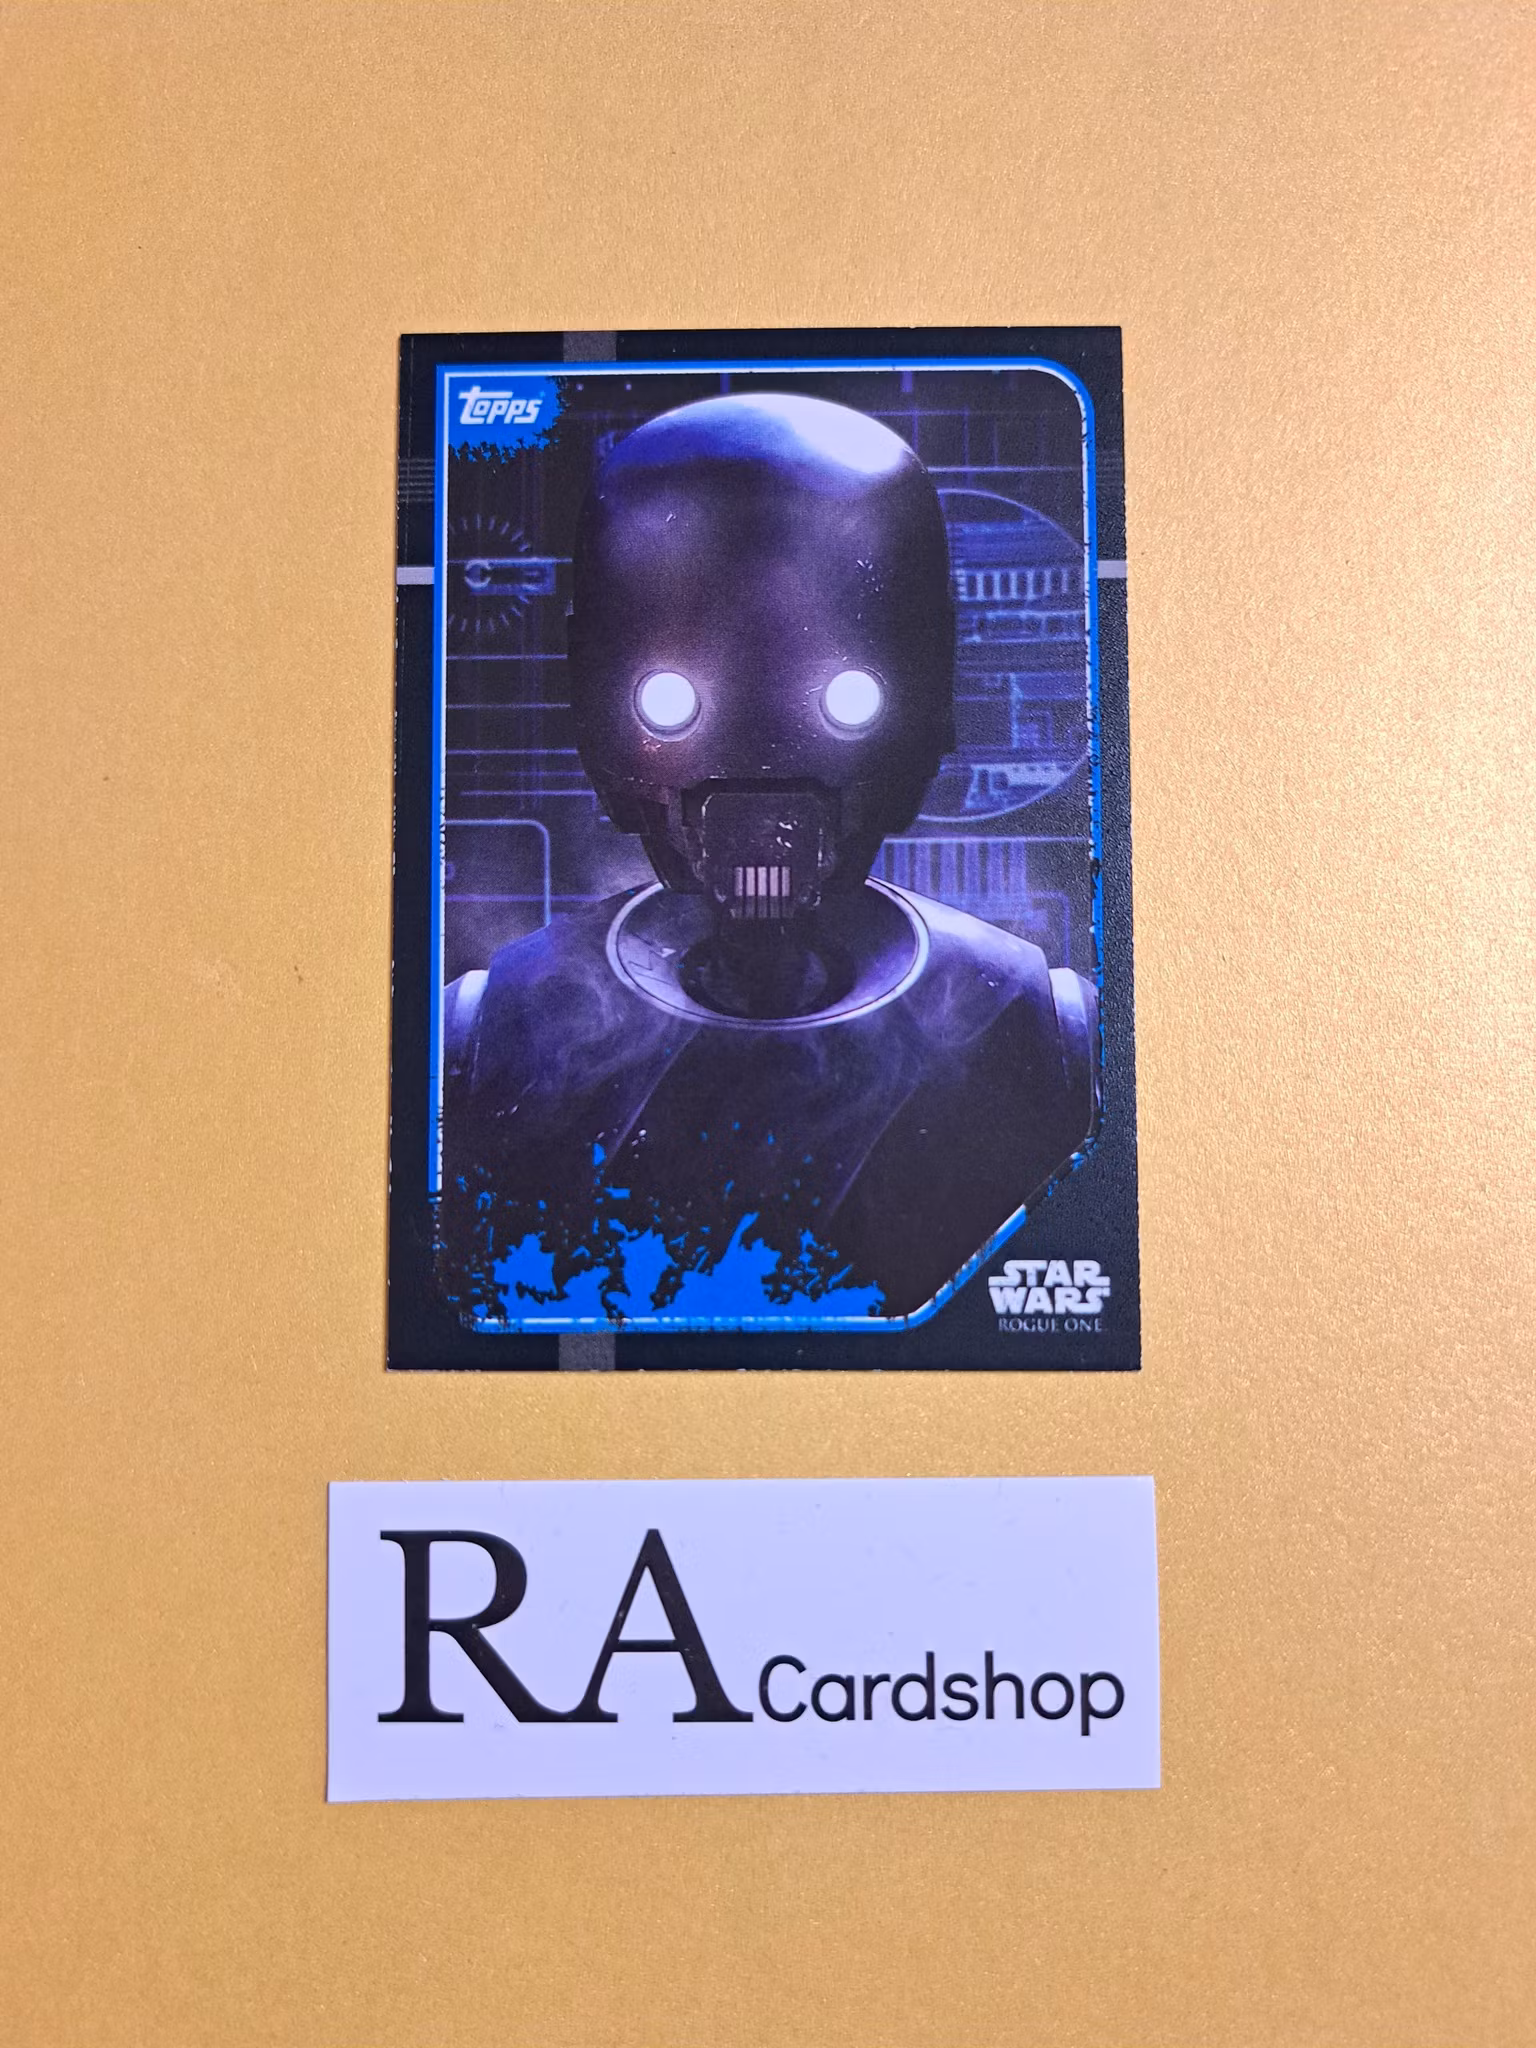 Topps
STAR
WARS
ROGUE ONE
RA Cardshop